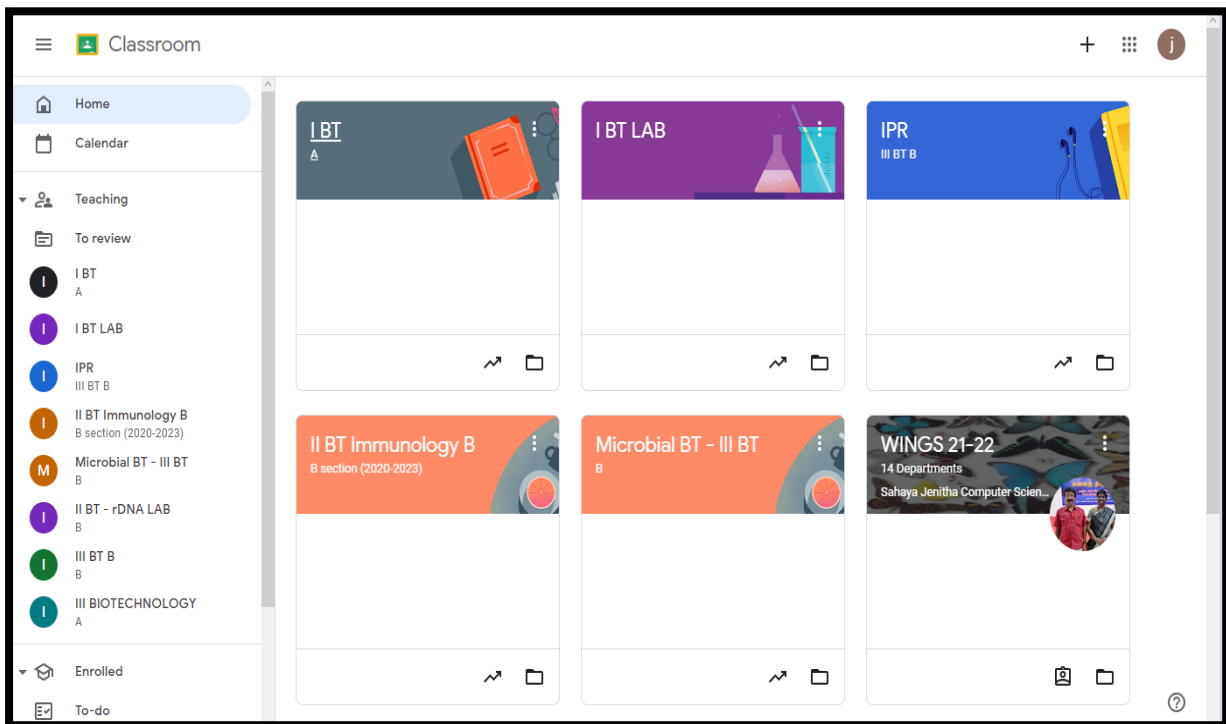 Classroom
j
Home
Calendar
Teaching
To review
I
I BT
A
I
I BT LAB
I
IPR
III BT B
I
II BT Immunology B
B section (2020-2023)
M
Microbial BT - III BT
B
I
II BT - rDNA LAB
B
I
III BT B
B
I
III BIOTECHNOLOGY
A
Enrolled
To-do
I BT
A
I BT LAB
IPR
III BT B
II BT Immunology B
B section (2020-2023)
Microbial BT - III BT
B
WINGS 21-22
14 Departments
Sahaya Jenitha Computer Scien...